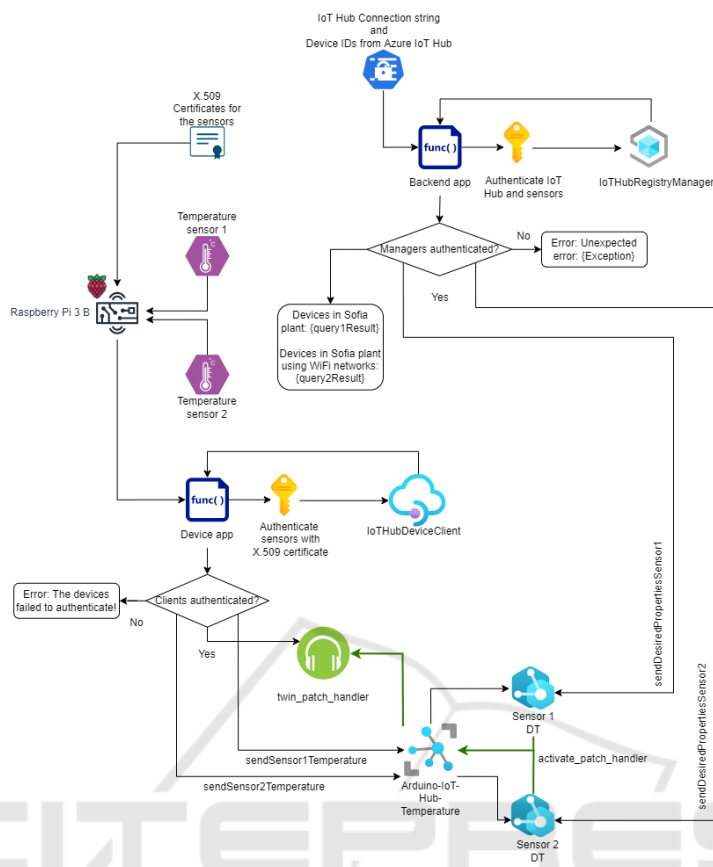 IoT Hub Connection string
and
Device IDs from Azure IoT Hub
X.509
Certificates for
the sensors
func( )
Backend app
Authenticate IoT
Hub and sensors
IoTHubRegistryManager
Temperature
sensor 1
°C
Managers authenticated?
No
Error: Unexpected
error: {Exception}
Yes
Raspberry Pi 3 B
Devices in Sofia
plant: {query1Result}
Devices in Sofia plant
using WiFi networks:
{query2Result}
°C
Temperature
sensor 2
func( )
Device app
Authenticate
sensors with
X.509 certificate
IoTHubDeviceClient
Error: The devices
failed to authenticate!
No
Clients authenticated?
Yes
twin_patch_handler
sendDesiredPropertiesSensor1
sendDesiredPropertiesSensor2
Sensor 1
DT
sendSensor1Temperature
activate_patch_handler
sendSensor2Temperature
Arduino-IoT-
Hub-
Temperature
Sensor 2
DT